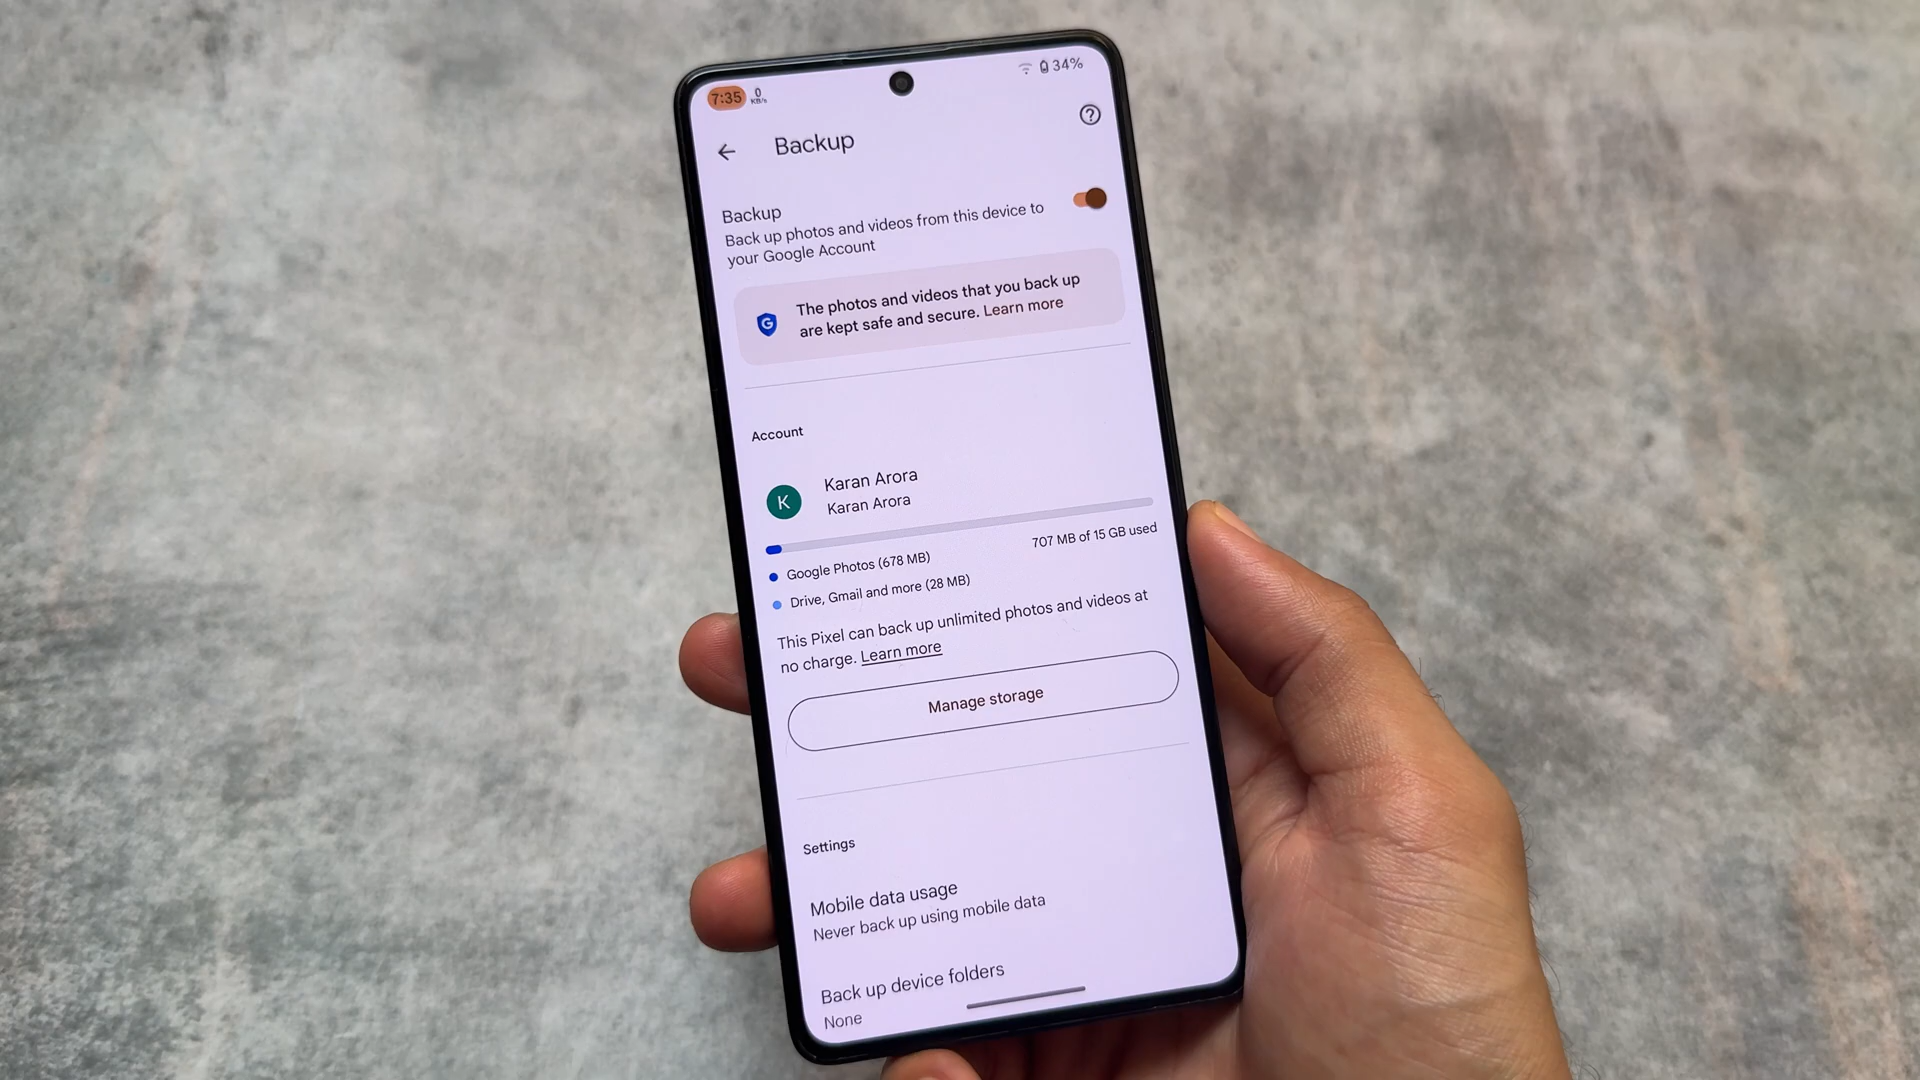 7:35 0 KB/s 34%
Backup
Backup
Back up photos and videos from this device to
your Google Account
G The photos and videos that you back up
are kept safe and secure. Learn more
Account
K Karan Arora
Karan Arora
707 MB of 15 GB used
Google Photos (678 MB)
Drive, Gmail and more (28 MB)
This Pixel can back up unlimited photos and videos at
no charge. Learn more
Manage storage
Settings
Mobile data usage
Never back up using mobile data
Back up device folders
None